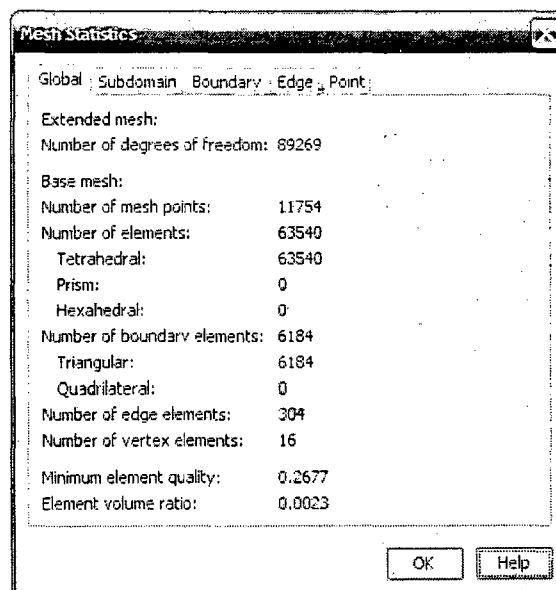 Mesh Statistics
Global Subdomain Boundary Edge Point
Extended mesh:
Number of degrees of freedom: 89269
Base mesh:
Number of mesh points: 11754
Number of elements: 63540
Tetrahedral: 63540
Prism: 0
Hexahedral: 0
Number of boundary elements: 6184
Triangular: 6184
Quadrilateral: 0
Number of edge elements: 304
Number of vertex elements: 16
Minimum element quality: 0.2677
Element volume ratio: 0.0023
OK Help